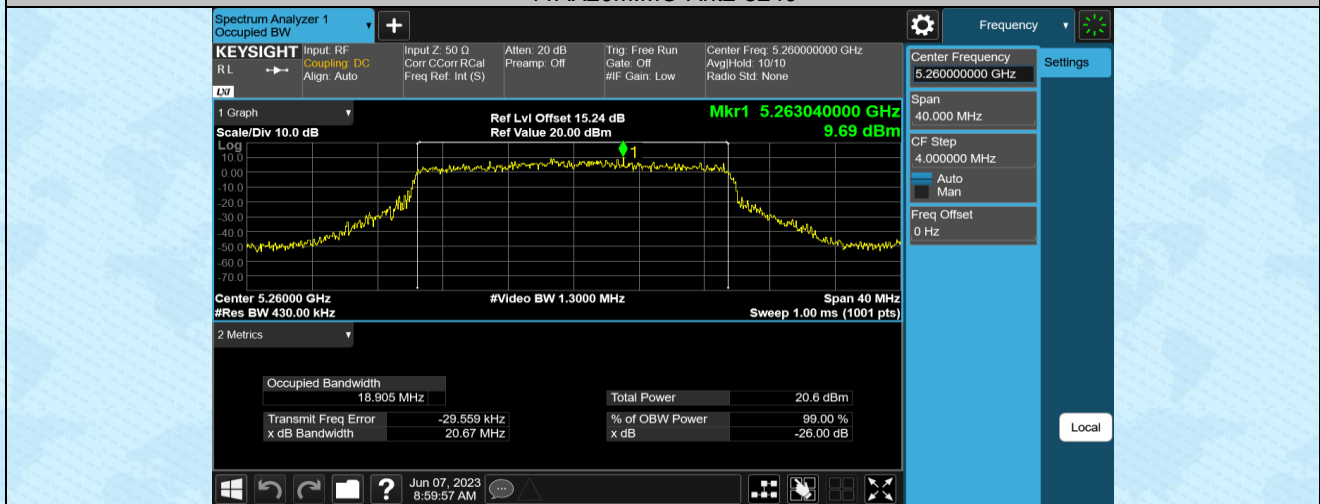 Spectrum Analyzer 1
Occupied BW
Frequency
KEYSIGHT
R L
LXI
Input: RF
Coupling: DC
Align: Auto
Input Z: 50 Ω
Corr CCorr RCal
Freq Ref: Int (S)
Atten: 20 dB
Preamp: Off
Trig: Free Run
Gate: Off
#IF Gain: Low
Center Freq: 5.260000000 GHz
Avg|Hold: 10/10
Radio Std: None
1 Graph
Scale/Div 10.0 dB
Ref Lvl Offset 15.24 dB
Ref Value 20.00 dBm
Mkr1 5.263040000 GHz
9.69 dBm
Log
10.0
0.00
-10.0
-20.0
-30.0
-40.0
-50.0
-60.0
-70.0
1
Center 5.26000 GHz
#Res BW 430.00 kHz
#Video BW 1.3000 MHz
Span 40 MHz
Sweep 1.00 ms (1001 pts)
2 Metrics
Occupied Bandwidth
18.905 MHz
Transmit Freq Error -29.559 kHz
x dB Bandwidth 20.67 MHz
Total Power 20.6 dBm
% of OBW Power 99.00 %
x dB -26.00 dB
Center Frequency
5.260000000 GHz
Span
40.000 MHz
CF Step
4.000000 MHz
Auto
Man
Freq Offset
0 Hz
Settings
Local
Jun 07, 2023
8:59:57 AM